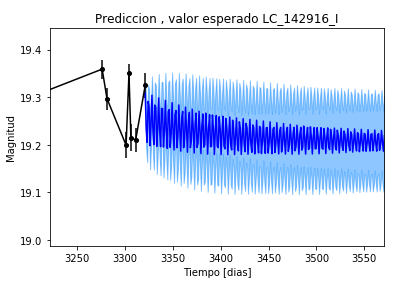 Prediccion , valor esperado LC_142916_I
Magnitud
19.4
19.3
19.2
19.1
19.0
3250 3300 3350 3400 3450 3500 3550
Tiempo [dias]